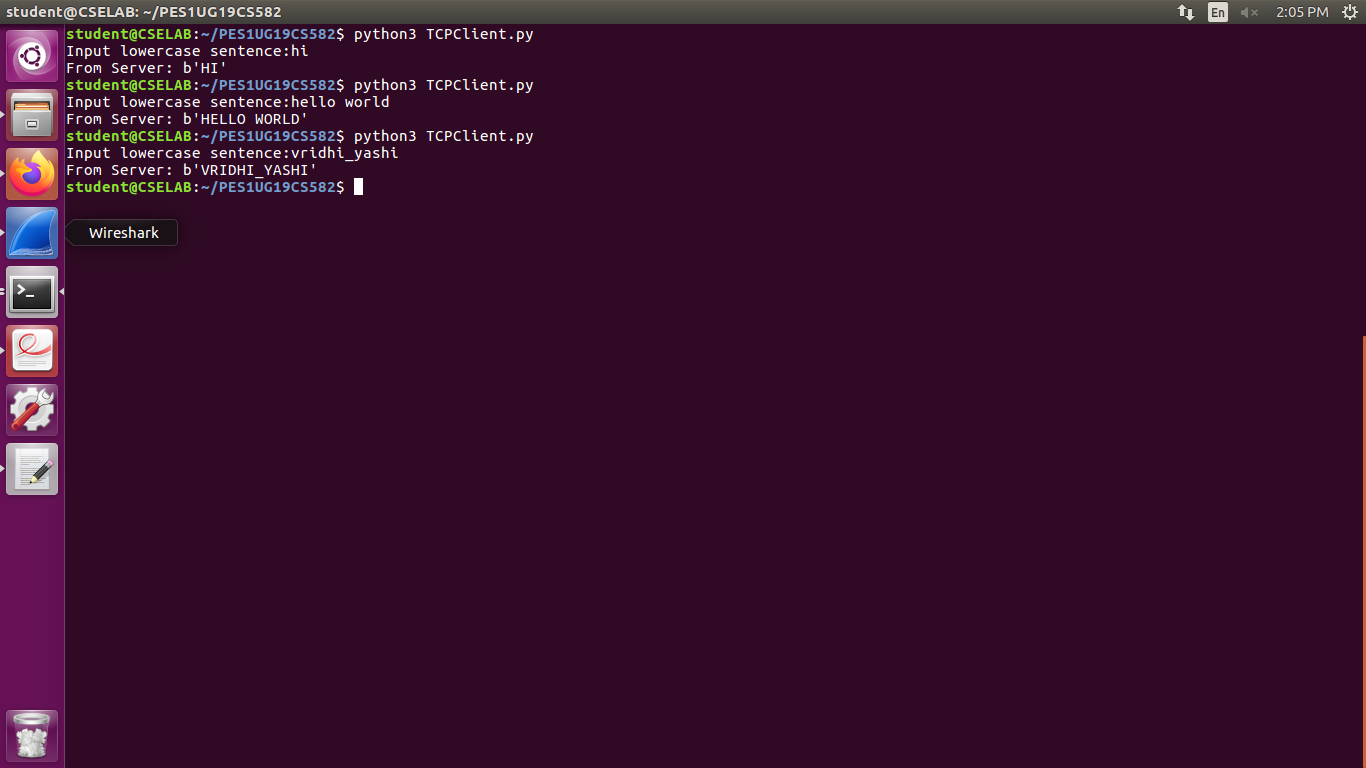 student@CSELAB: ~/PES1UG19CS582
En
2:05 PM
student@CSELAB:~/PES1UG19CS582$ python3 TCPClient.py
Input lowercase sentence:hi
From Server: b'HI'
student@CSELAB:~/PES1UG19CS582$ python3 TCPClient.py
Input lowercase sentence:hello world
From Server: b'HELLO WORLD'
student@CSELAB:~/PES1UG19CS582$ python3 TCPClient.py
Input lowercase sentence:vridhi_yashi
From Server: b'VRIDHI_YASHI'
student@CSELAB:~/PES1UG19CS582$
Wireshark